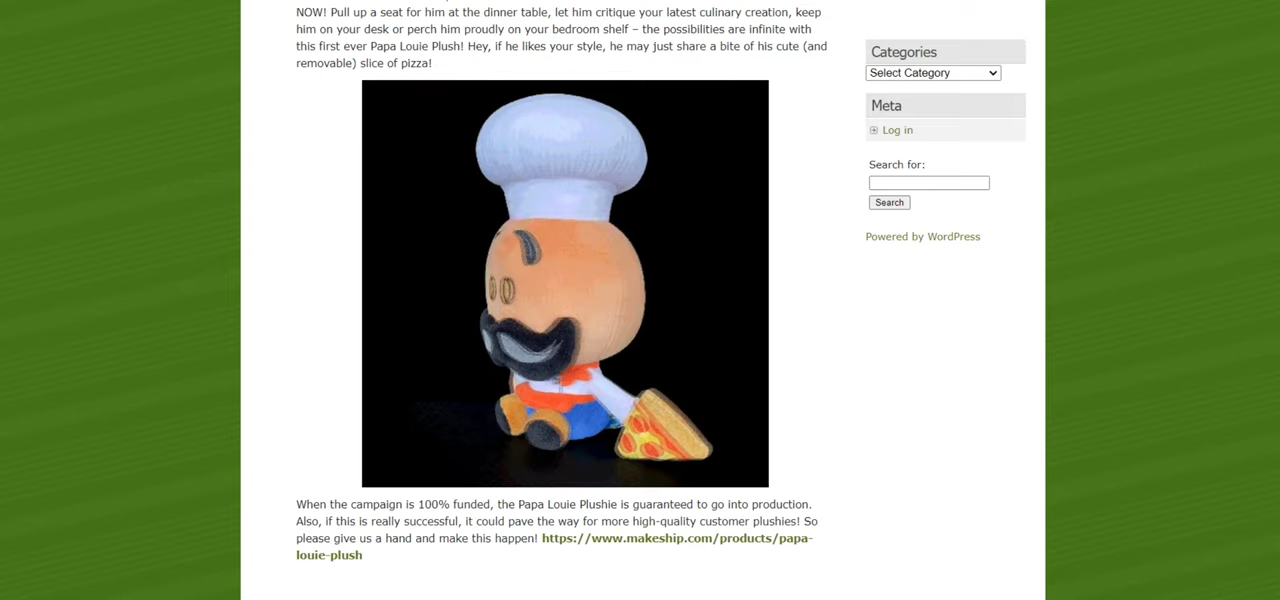 NOW! Pull up a seat for him at the dinner table, let him critique your latest culinary creation, keep
him on your desk or perch him proudly on your bedroom shelf – the possibilities are infinite with
this first ever Papa Louie Plush! Hey, if he likes your style, he may just share a bite of his cute (and
removable) slice of pizza!
When the campaign is 100% funded, the Papa Louie Plushie is guaranteed to go into production.
Also, if this is really successful, it could pave the way for more high-quality customer plushies! So
please give us a hand and make this happen! https://www.makeship.com/products/papa-
louie-plush
Categories
Select Category
Meta
Log in
Search for:
Search
Powered by WordPress